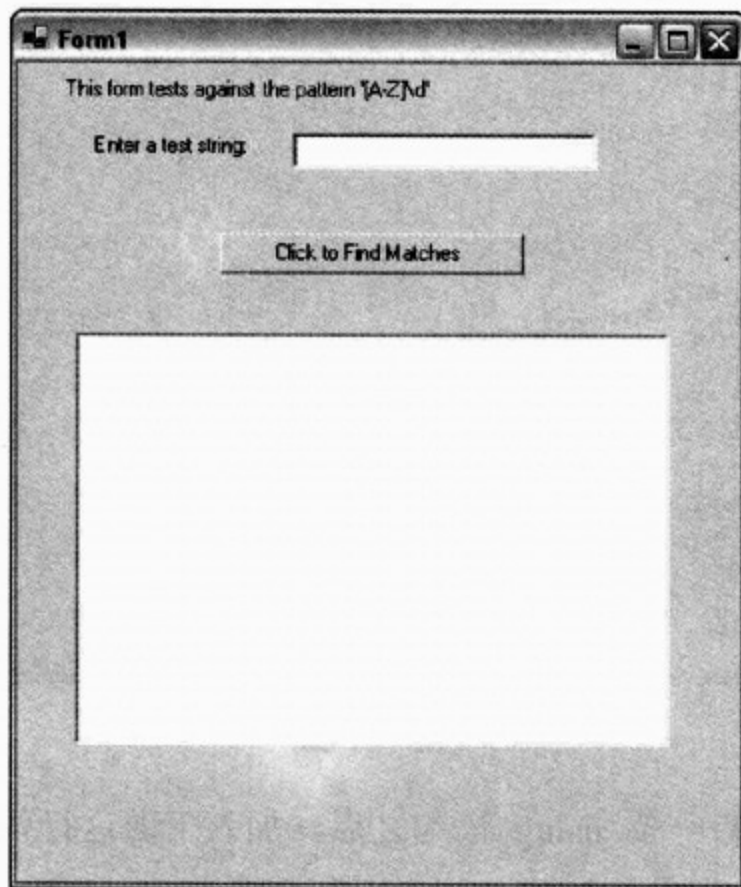 Form1
This form tests against the pattern '[A-Z]\d'
Enter a test string:
Click to Find Matches